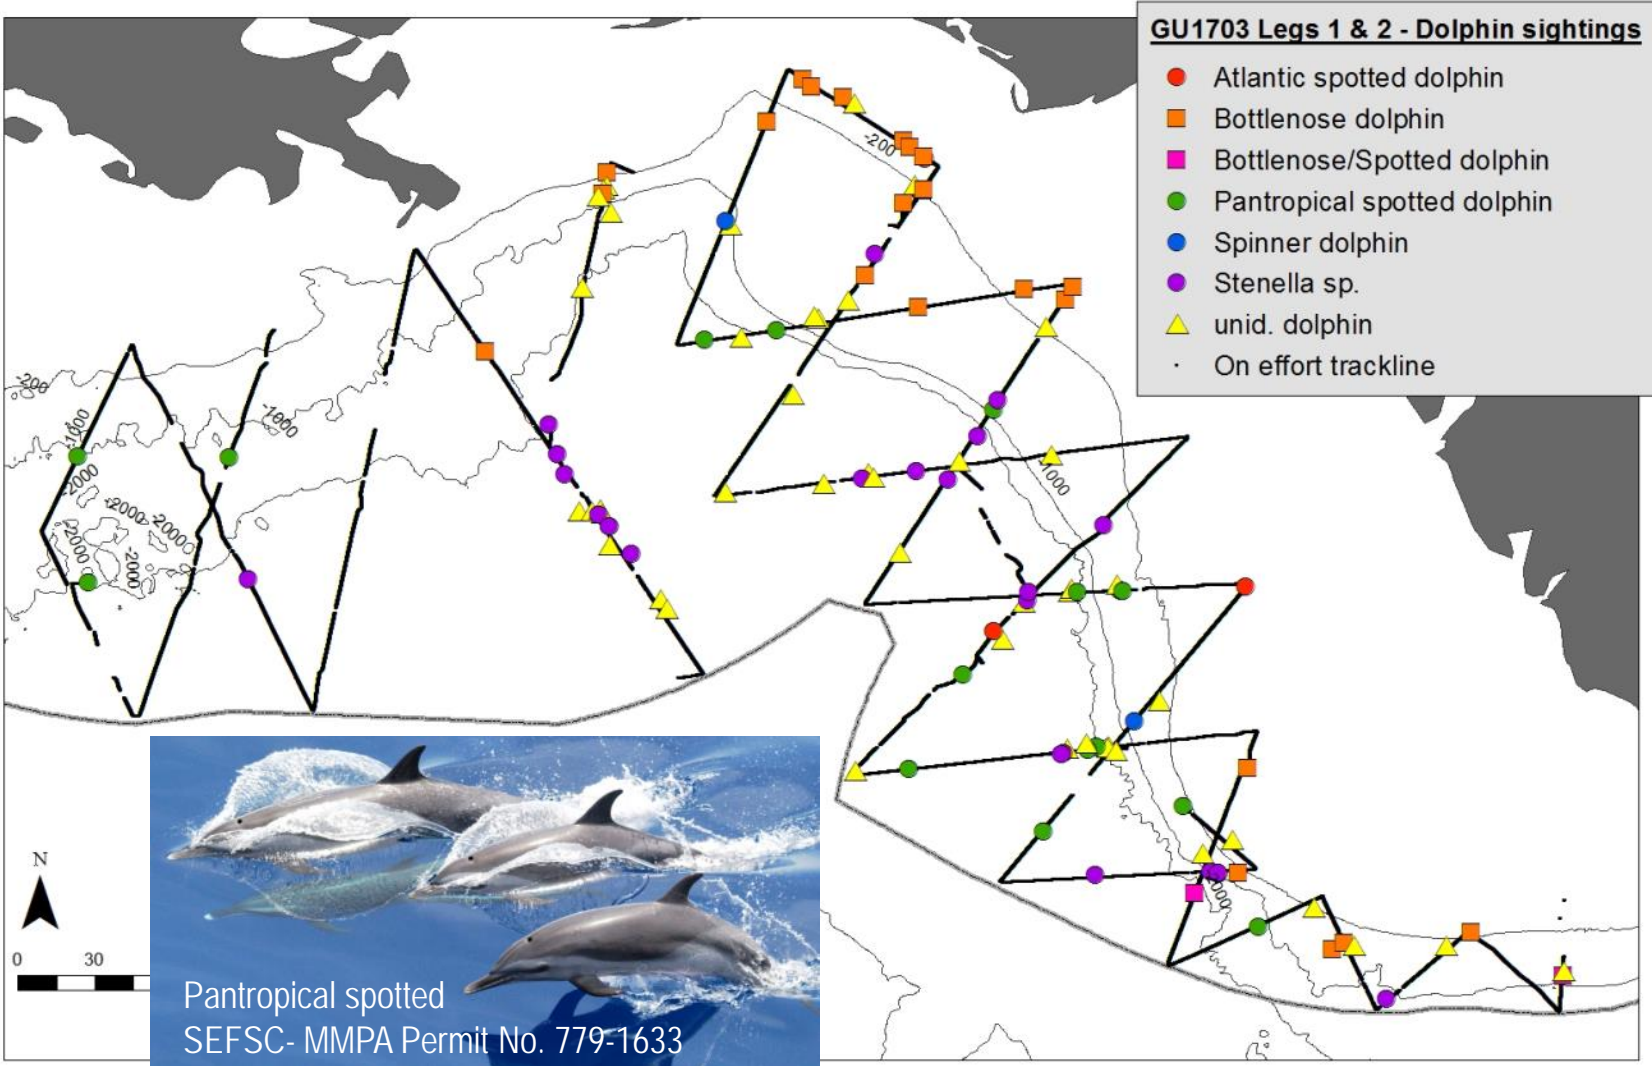 GU1703 Legs 1 & 2 - Dolphin sightings
Atlantic spotted dolphin
Bottlenose dolphin
Bottlenose/Spotted dolphin
Pantropical spotted dolphin
Spinner dolphin
Stenella sp.
unid. dolphin
On effort trackline
-200
-200
-1000
-1000
-2000
-2000
-2000
-2000
-2000
1000
N
0 30
Pantropical spotted
SEFSC- MMPA Permit No. 779-1633